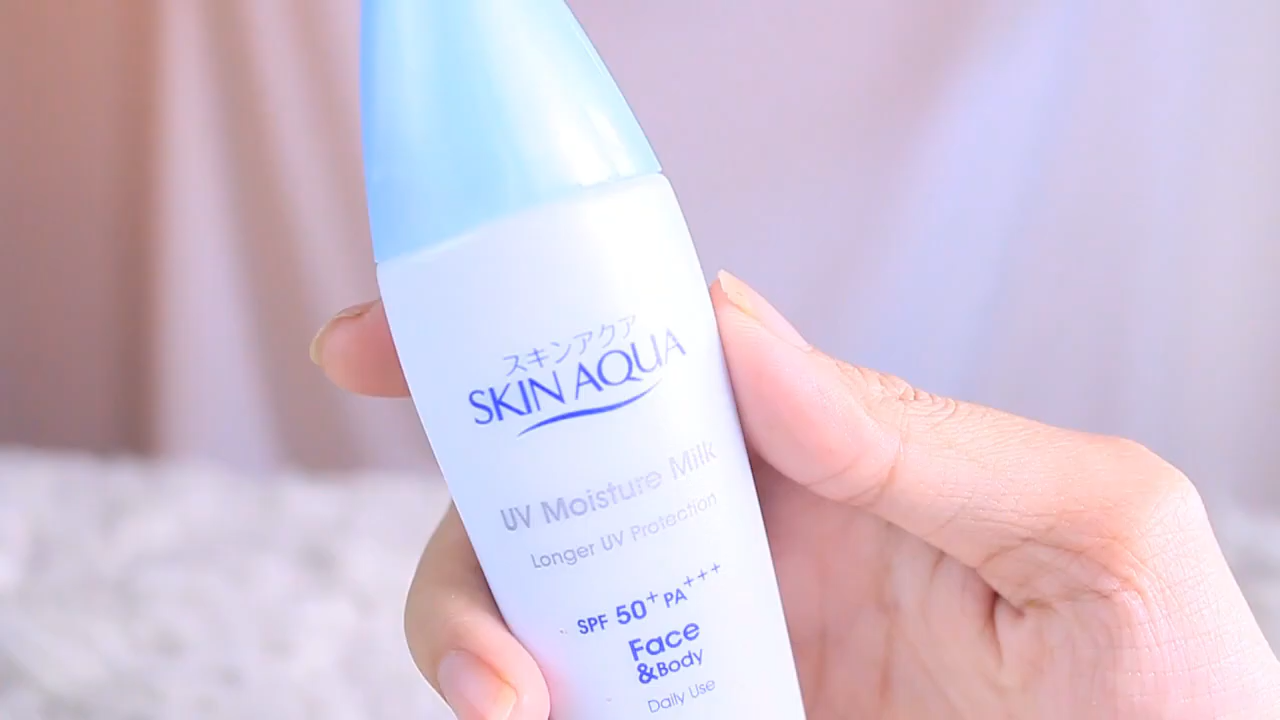 スキンアクア
SKIN AQUA
UV Moisture Milk
Longer UV Protection
SPF 50+ PA+++
Face
&Body
Daily Use